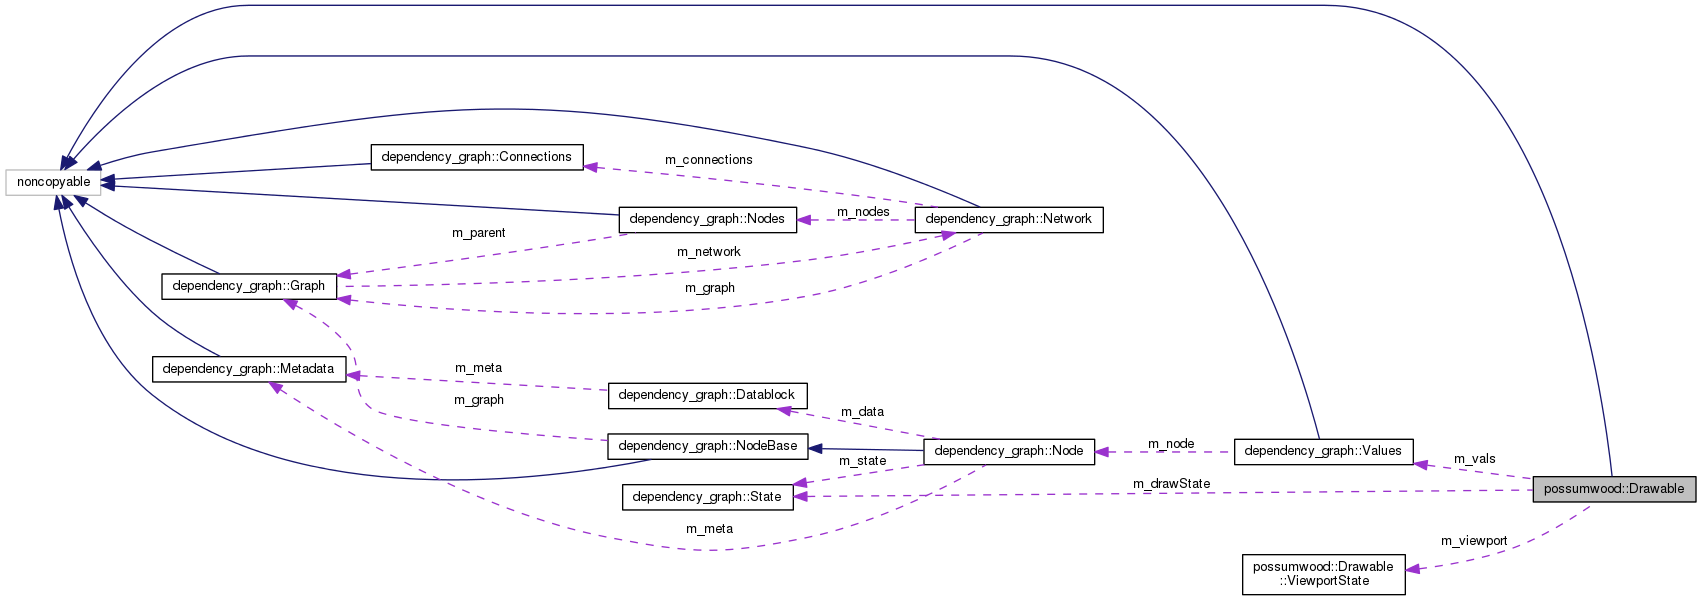 dependency_graph::Connections
m_connections
noncopyable
dependency_graph::Nodes
m_nodes
dependency_graph::Network
m_parent
m_network
dependency_graph::Graph
m_graph
dependency_graph::Metadata
m_meta
dependency_graph::Datablock
m_graph
m_data
dependency_graph::NodeBase
m_state
dependency_graph::Node
m_node
dependency_graph::Values
m_vals
dependency_graph::State
m_drawState
possumwood::Drawable
m_meta
m_viewport
possumwood::Drawable
::ViewportState